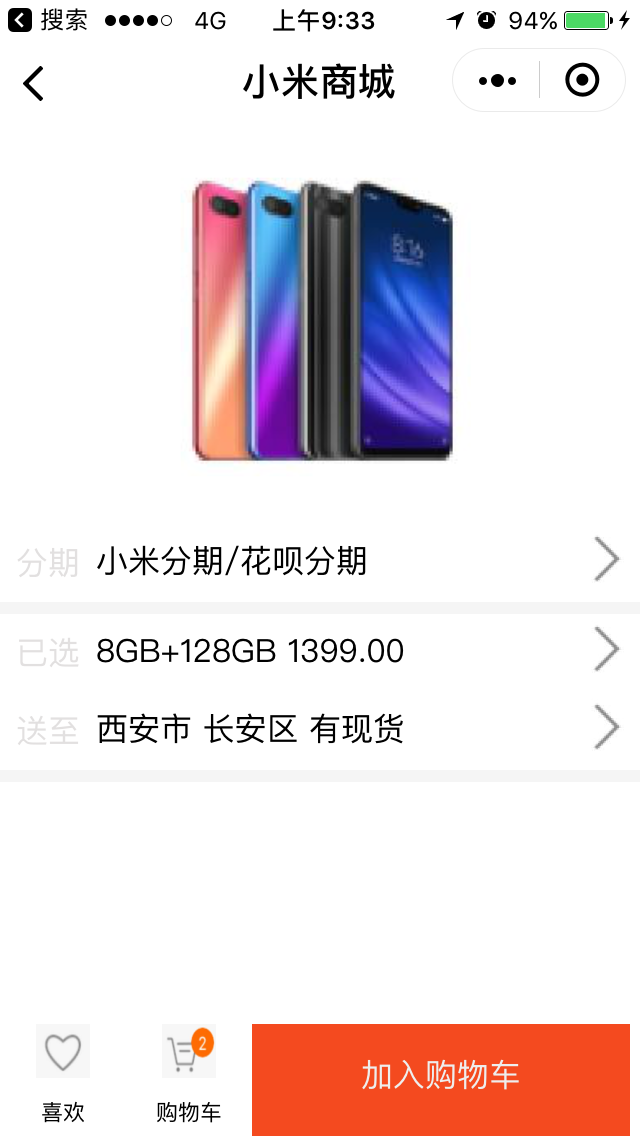 搜索 4G 上午9:33 94%
小米商城
8:16
分期 小米分期/花呗分期
已选 8GB+128GB 1399.00
送至 西安市 长安区 有现货
2
喜欢 购物车 加入购物车